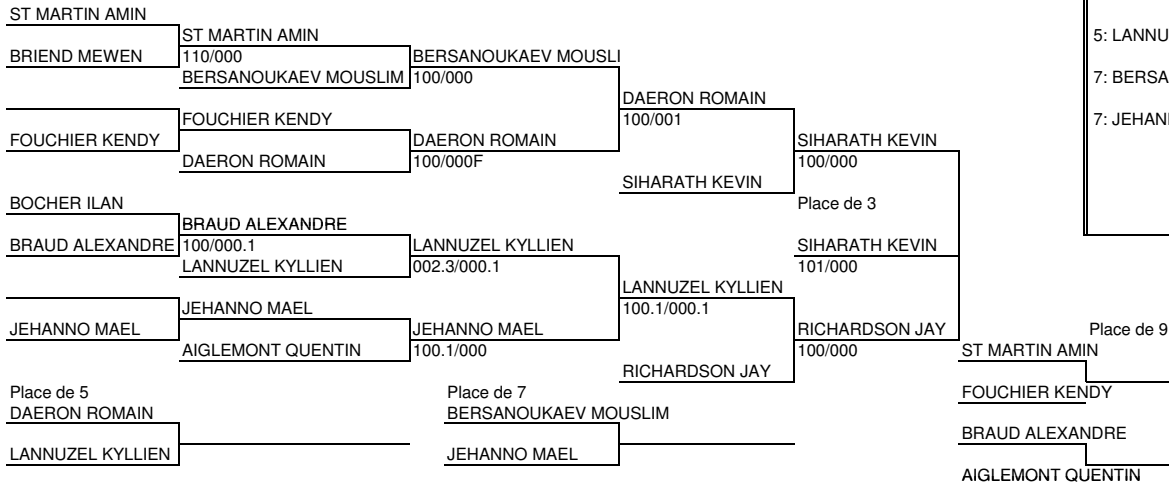 ST MARTIN AMIN
ST MARTIN AMIN
5: LANNU
BRIEND MEWEN 110/000 BERSANOUKAEV MOUSLI
BERSANOUKAEV MOUSLIM 100/000
7: BERSA
DAERON ROMAIN
FOUCHIER KENDY 100/001 7: JEHAN
FOUCHIER KENDY DAERON ROMAIN SIHARATH KEVIN
DAERON ROMAIN 100/000F 100/000
SIHARATH KEVIN
BOCHER ILAN Place de 3
BRAUD ALEXANDRE
BRAUD ALEXANDRE 100/000.1 LANNUZEL KYLLIEN SIHARATH KEVIN
LANNUZEL KYLLIEN 002.3/000.1 101/000
LANNUZEL KYLLIEN
JEHANNO MAEL 100.1/000.1
JEHANNO MAEL JEHANNO MAEL RICHARDSON JAY Place de 9
AIGLEMONT QUENTIN 100.1/000 100/000 ST MARTIN AMIN
RICHARDSON JAY
Place de 5 Place de 7 FOUCHIER KENDY
DAERON ROMAIN BERSANOUKAEV MOUSLIM
BRAUD ALEXANDRE
LANNUZEL KYLLIEN JEHANNO MAEL
AIGLEMONT QUENTIN